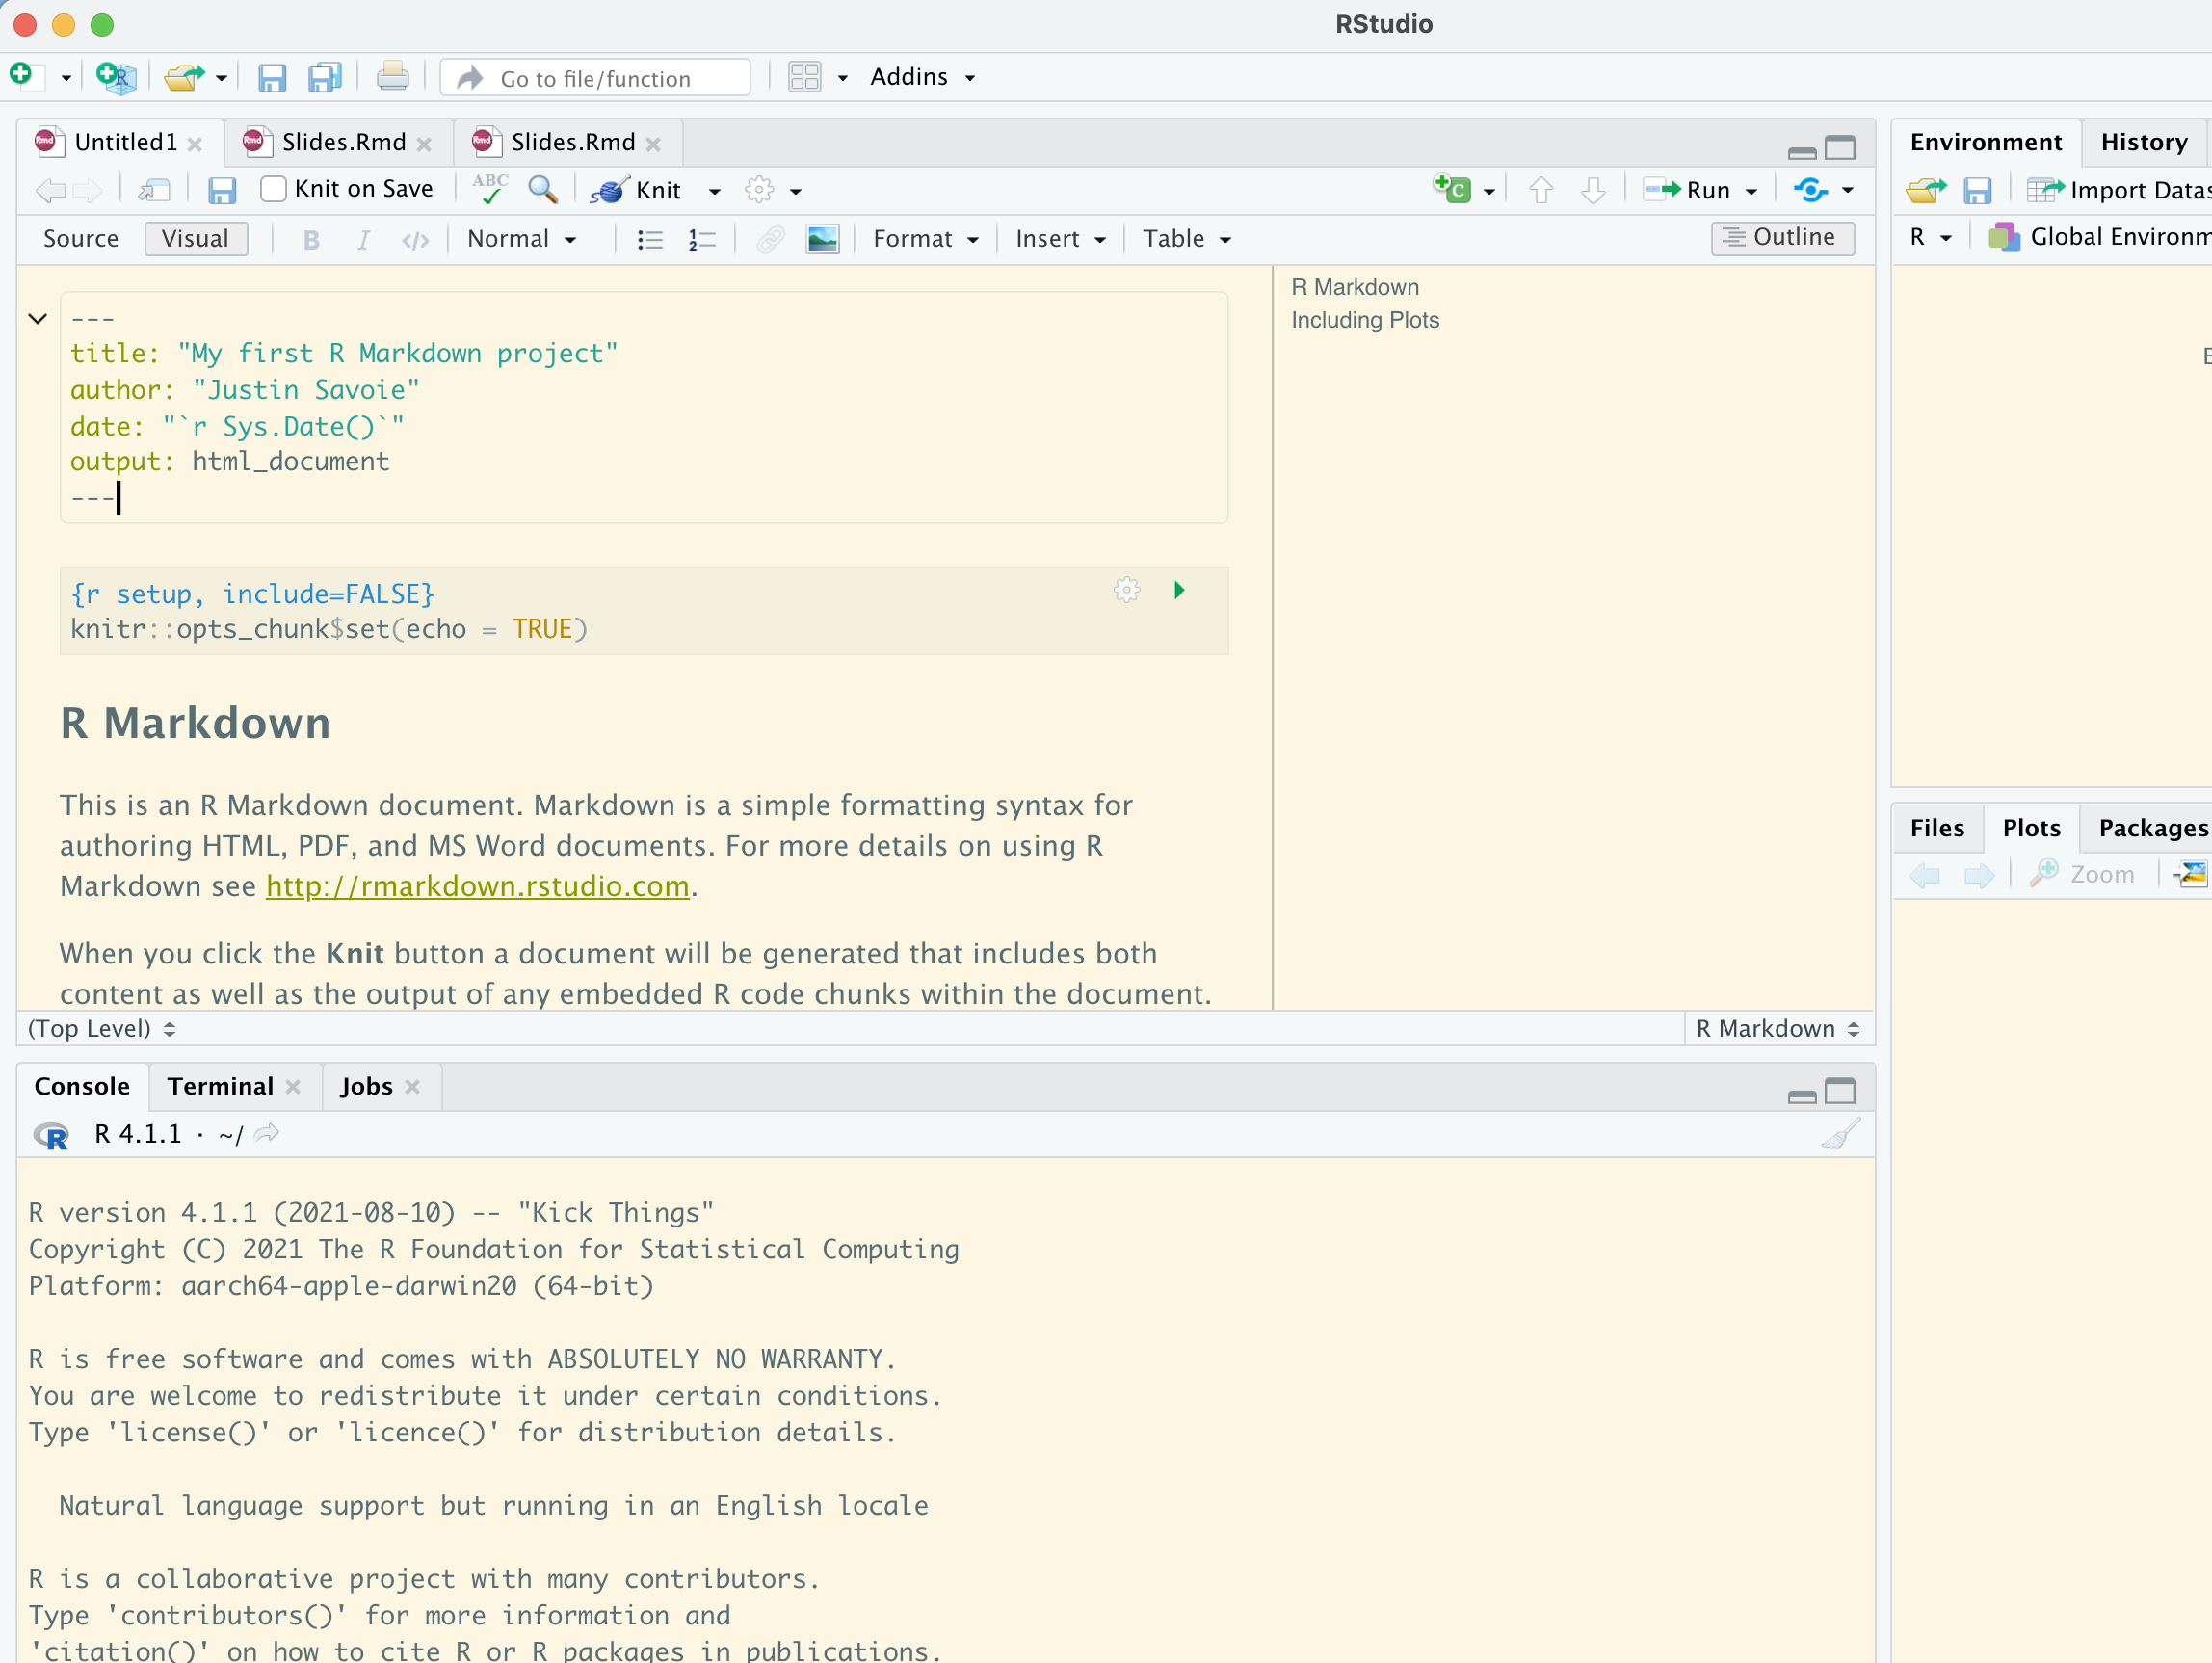 RStudio
Go to file/function
Addins
Untitled1
Slides.Rmd
Slides.Rmd
Knit on Save
ABC
Knit
Run
Source
Visual
B
I
</>
Normal
Format
Insert
Table
Outline
---
title: "My first R Markdown project"
author: "Justin Savoie"
date: "`r Sys.Date()`"
output: html_document
---
{r setup, include=FALSE}
knitr::opts_chunk$set(echo = TRUE)
R Markdown
This is an R Markdown document. Markdown is a simple formatting syntax for
authoring HTML, PDF, and MS Word documents. For more details on using R
Markdown see http://rmarkdown.rstudio.com.
When you click the Knit button a document will be generated that includes both
content as well as the output of any embedded R code chunks within the document.
R Markdown
Including Plots
(Top Level)
R Markdown
Console
Terminal
Jobs
R 4.1.1 · ~/
R version 4.1.1 (2021-08-10) -- "Kick Things"
Copyright (C) 2021 The R Foundation for Statistical Computing
Platform: aarch64-apple-darwin20 (64-bit)
R is free software and comes with ABSOLUTELY NO WARRANTY.
You are welcome to redistribute it under certain conditions.
Type 'license()' or 'licence()' for distribution details.
Natural language support but running in an English locale
R is a collaborative project with many contributors.
Type 'contributors()' for more information and
'citation()' on how to cite R or R packages in publications.
Environment
History
Import Datas
R
Global Environm
E
Files
Plots
Packages
Zoom